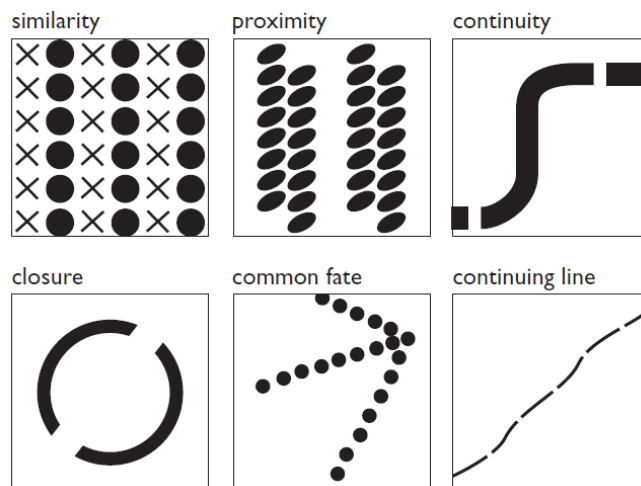 similarity
proximity
continuity
closure
common fate
continuing line